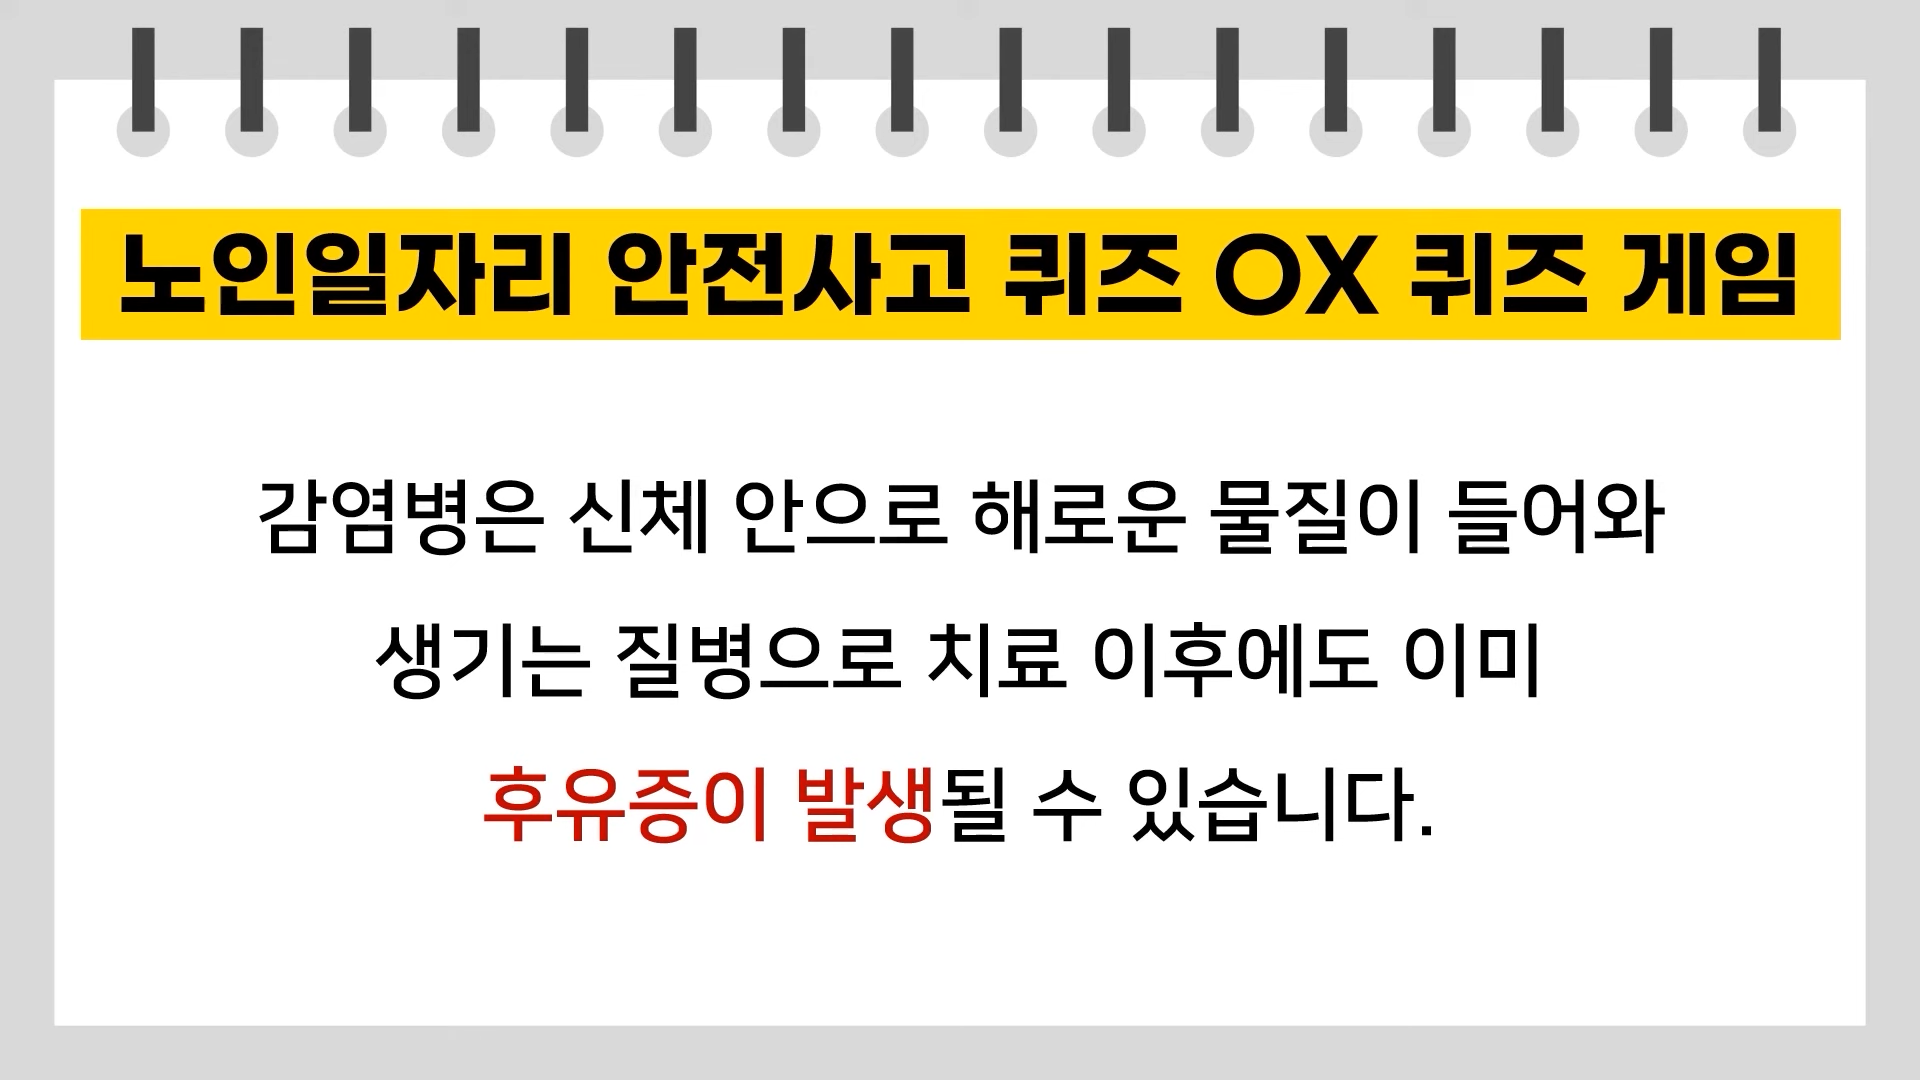 노인일자리 안전사고 퀴즈 OX 퀴즈 게임
감염병은 신체 안으로 해로운 물질이 들어와
생기는 질병으로 치료 이후에도 이미
후유증이 발생될 수 있습니다.